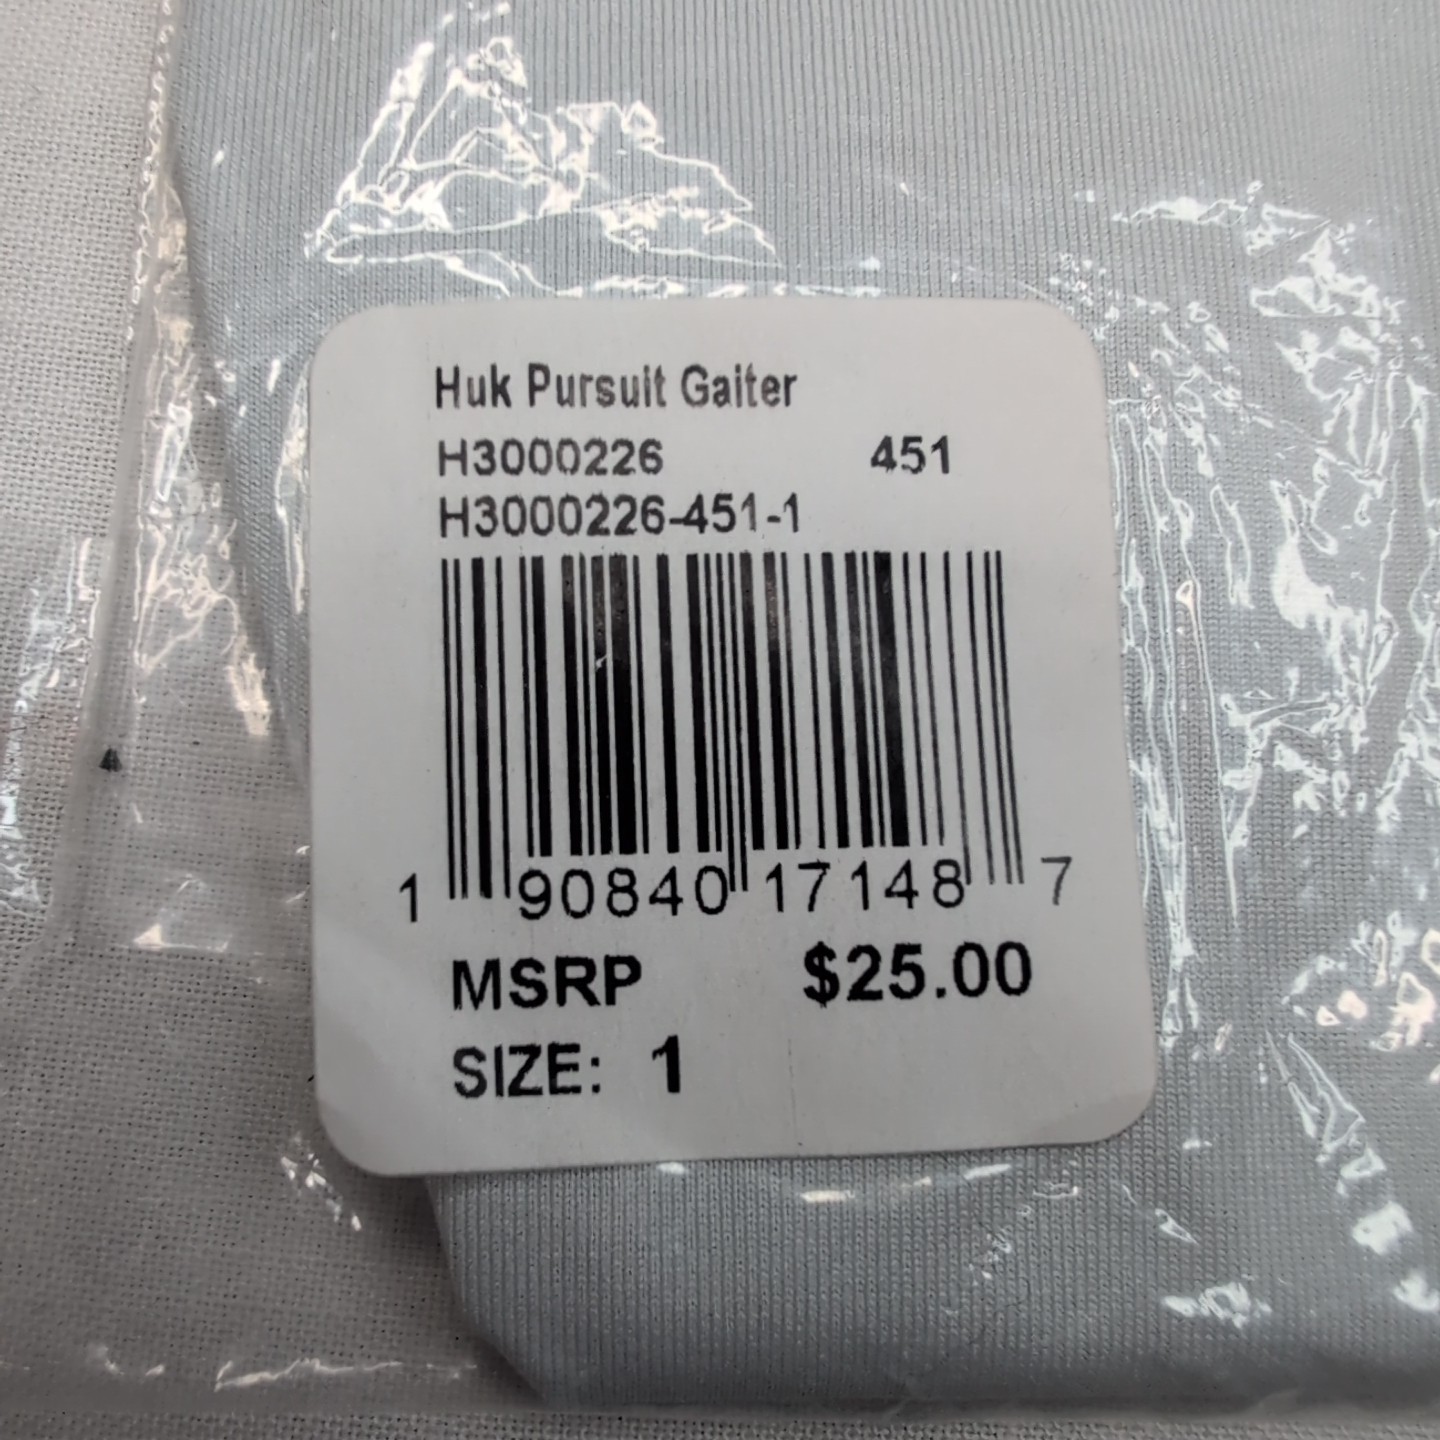 Huk Pursuit Gaiter
H3000226 451
H3000226-451-1
1 90840 17148 7
MSRP $25.00
SIZE: 1